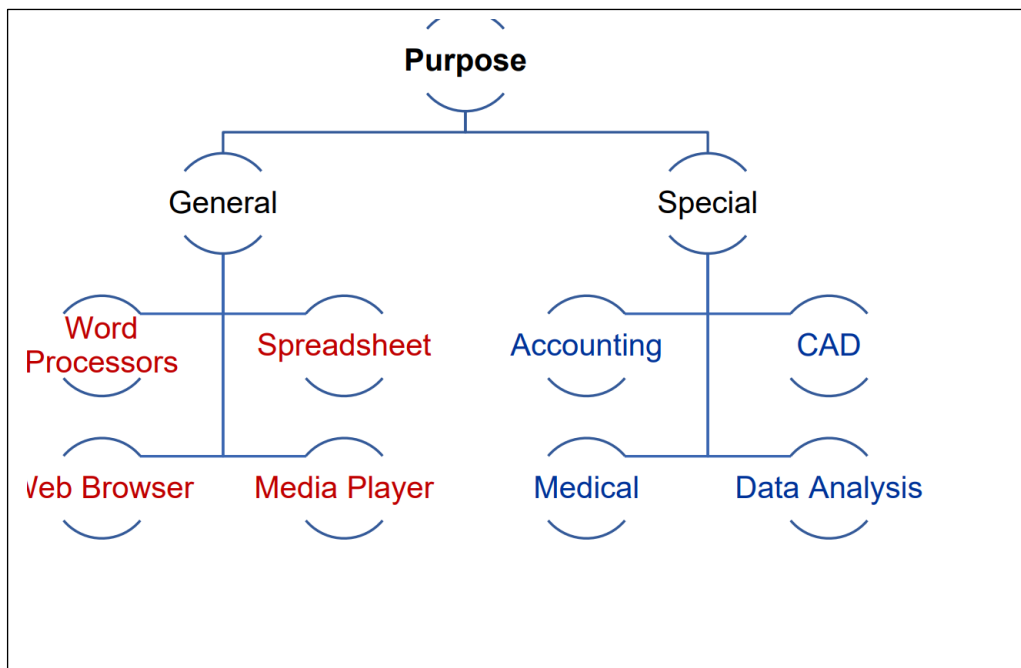 Purpose
General
Special
Word
Processors
Spreadsheet
Accounting
CAD
Web Browser
Media Player
Medical
Data Analysis